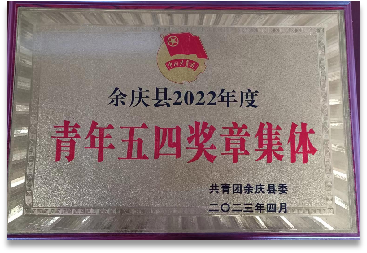 余庆县2022年度
青年五四奖章集体
共青团余庆县委
二〇二三年四月